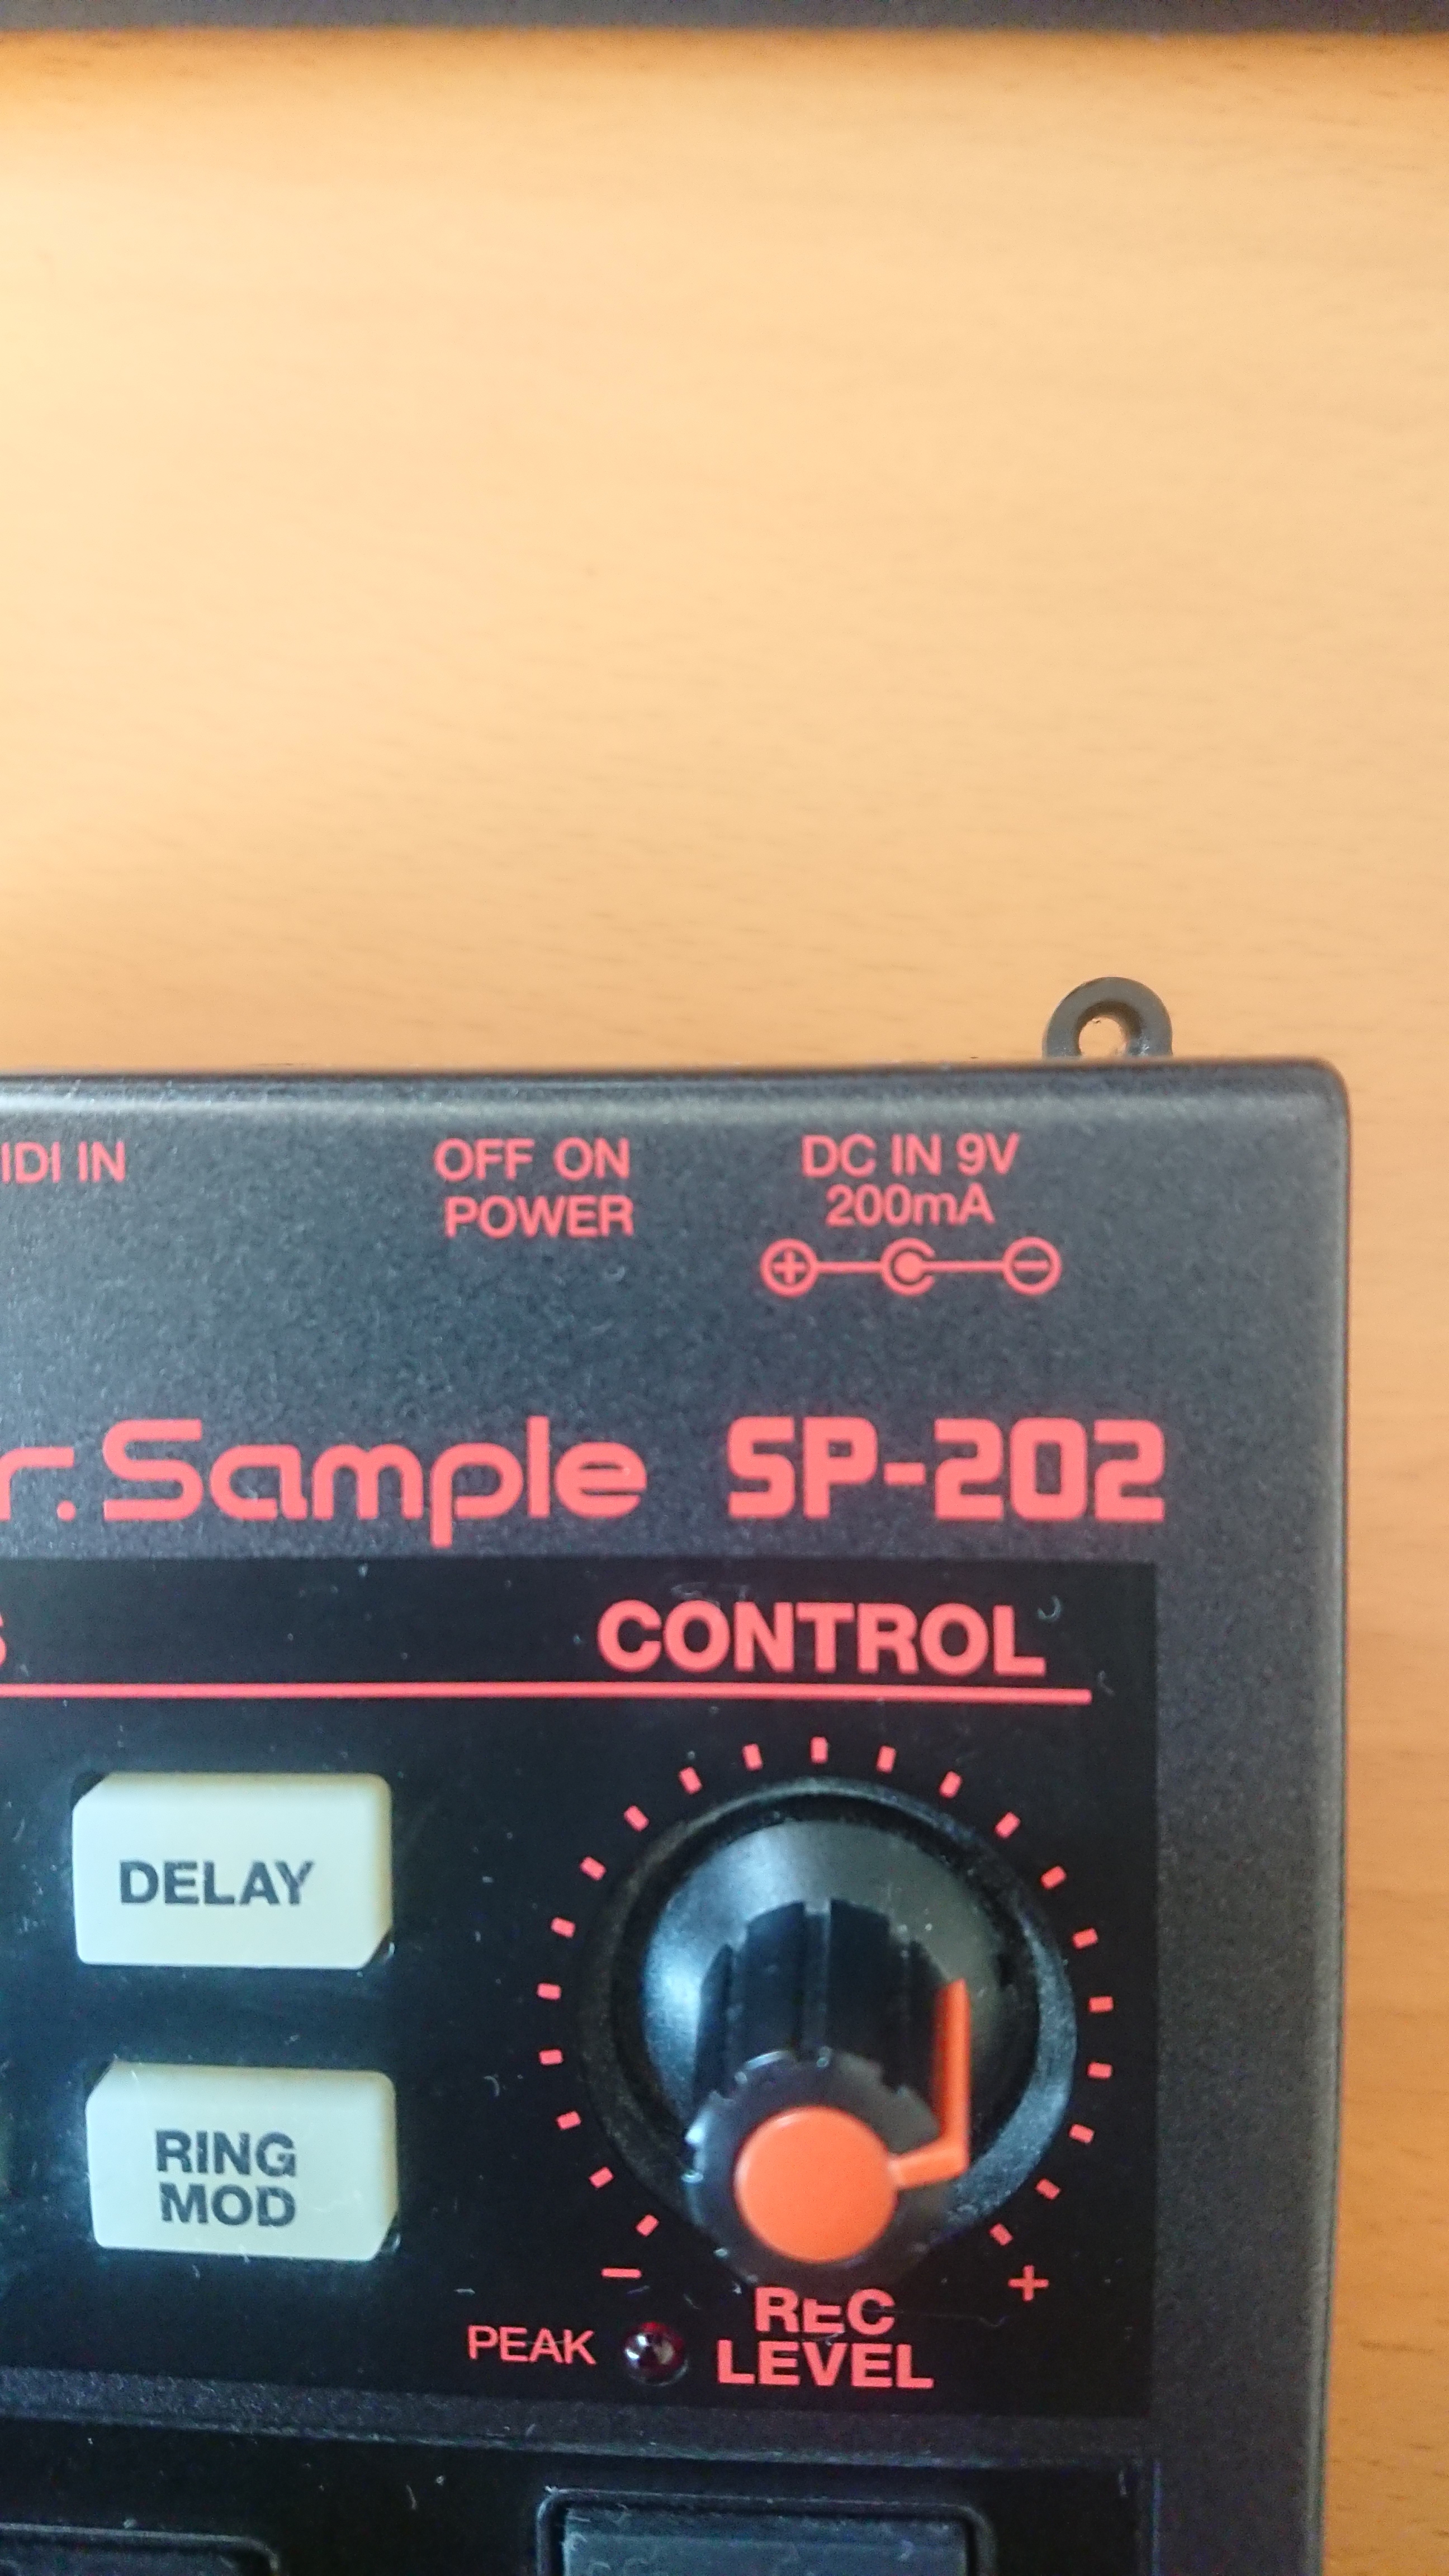 IDI IN
OFF ON
POWER
DC IN 9V
200mA
r.Sample SP-202
S
CONTROL
DELAY
RING
MOD
- +
PEAK
REC
LEVEL